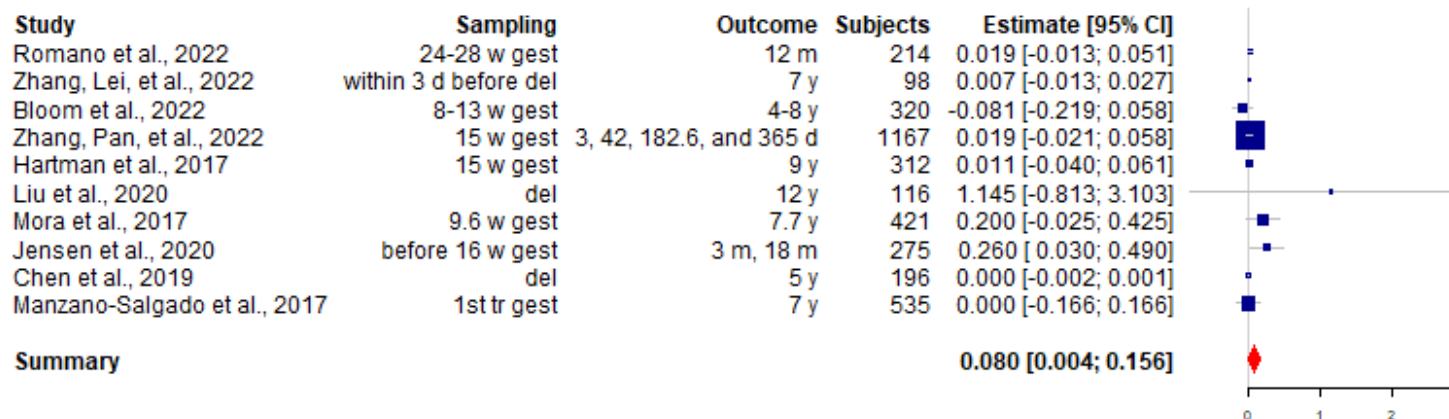 Study Sampling Outcome Subjects Estimate [95% CI]
Romano et al., 2022 24-28 w gest 12 m 214 0.019 [-0.013; 0.051]
Zhang, Lei, et al., 2022 within 3 d before del 7 y 98 0.007 [-0.013; 0.027]
Bloom et al., 2022 8-13 w gest 4-8 y 320 -0.081 [-0.219; 0.058]
Zhang, Pan, et al., 2022 15 w gest 3, 42, 182.6, and 365 d 1167 0.019 [-0.021; 0.058]
Hartman et al., 2017 15 w gest 9 y 312 0.011 [-0.040; 0.061]
Liu et al., 2020 del 12 y 116 1.145 [-0.813; 3.103]
Mora et al., 2017 9.6 w gest 7.7 y 421 0.200 [-0.025; 0.425]
Jensen et al., 2020 before 16 w gest 3 m, 18 m 275 0.260 [ 0.030; 0.490]
Chen et al., 2019 del 5 y 196 0.000 [-0.002; 0.001]
Manzano-Salgado et al., 2017 1st tr gest 7 y 535 0.000 [-0.166; 0.166]
Summary 0.080 [0.004; 0.156]
0 1 2